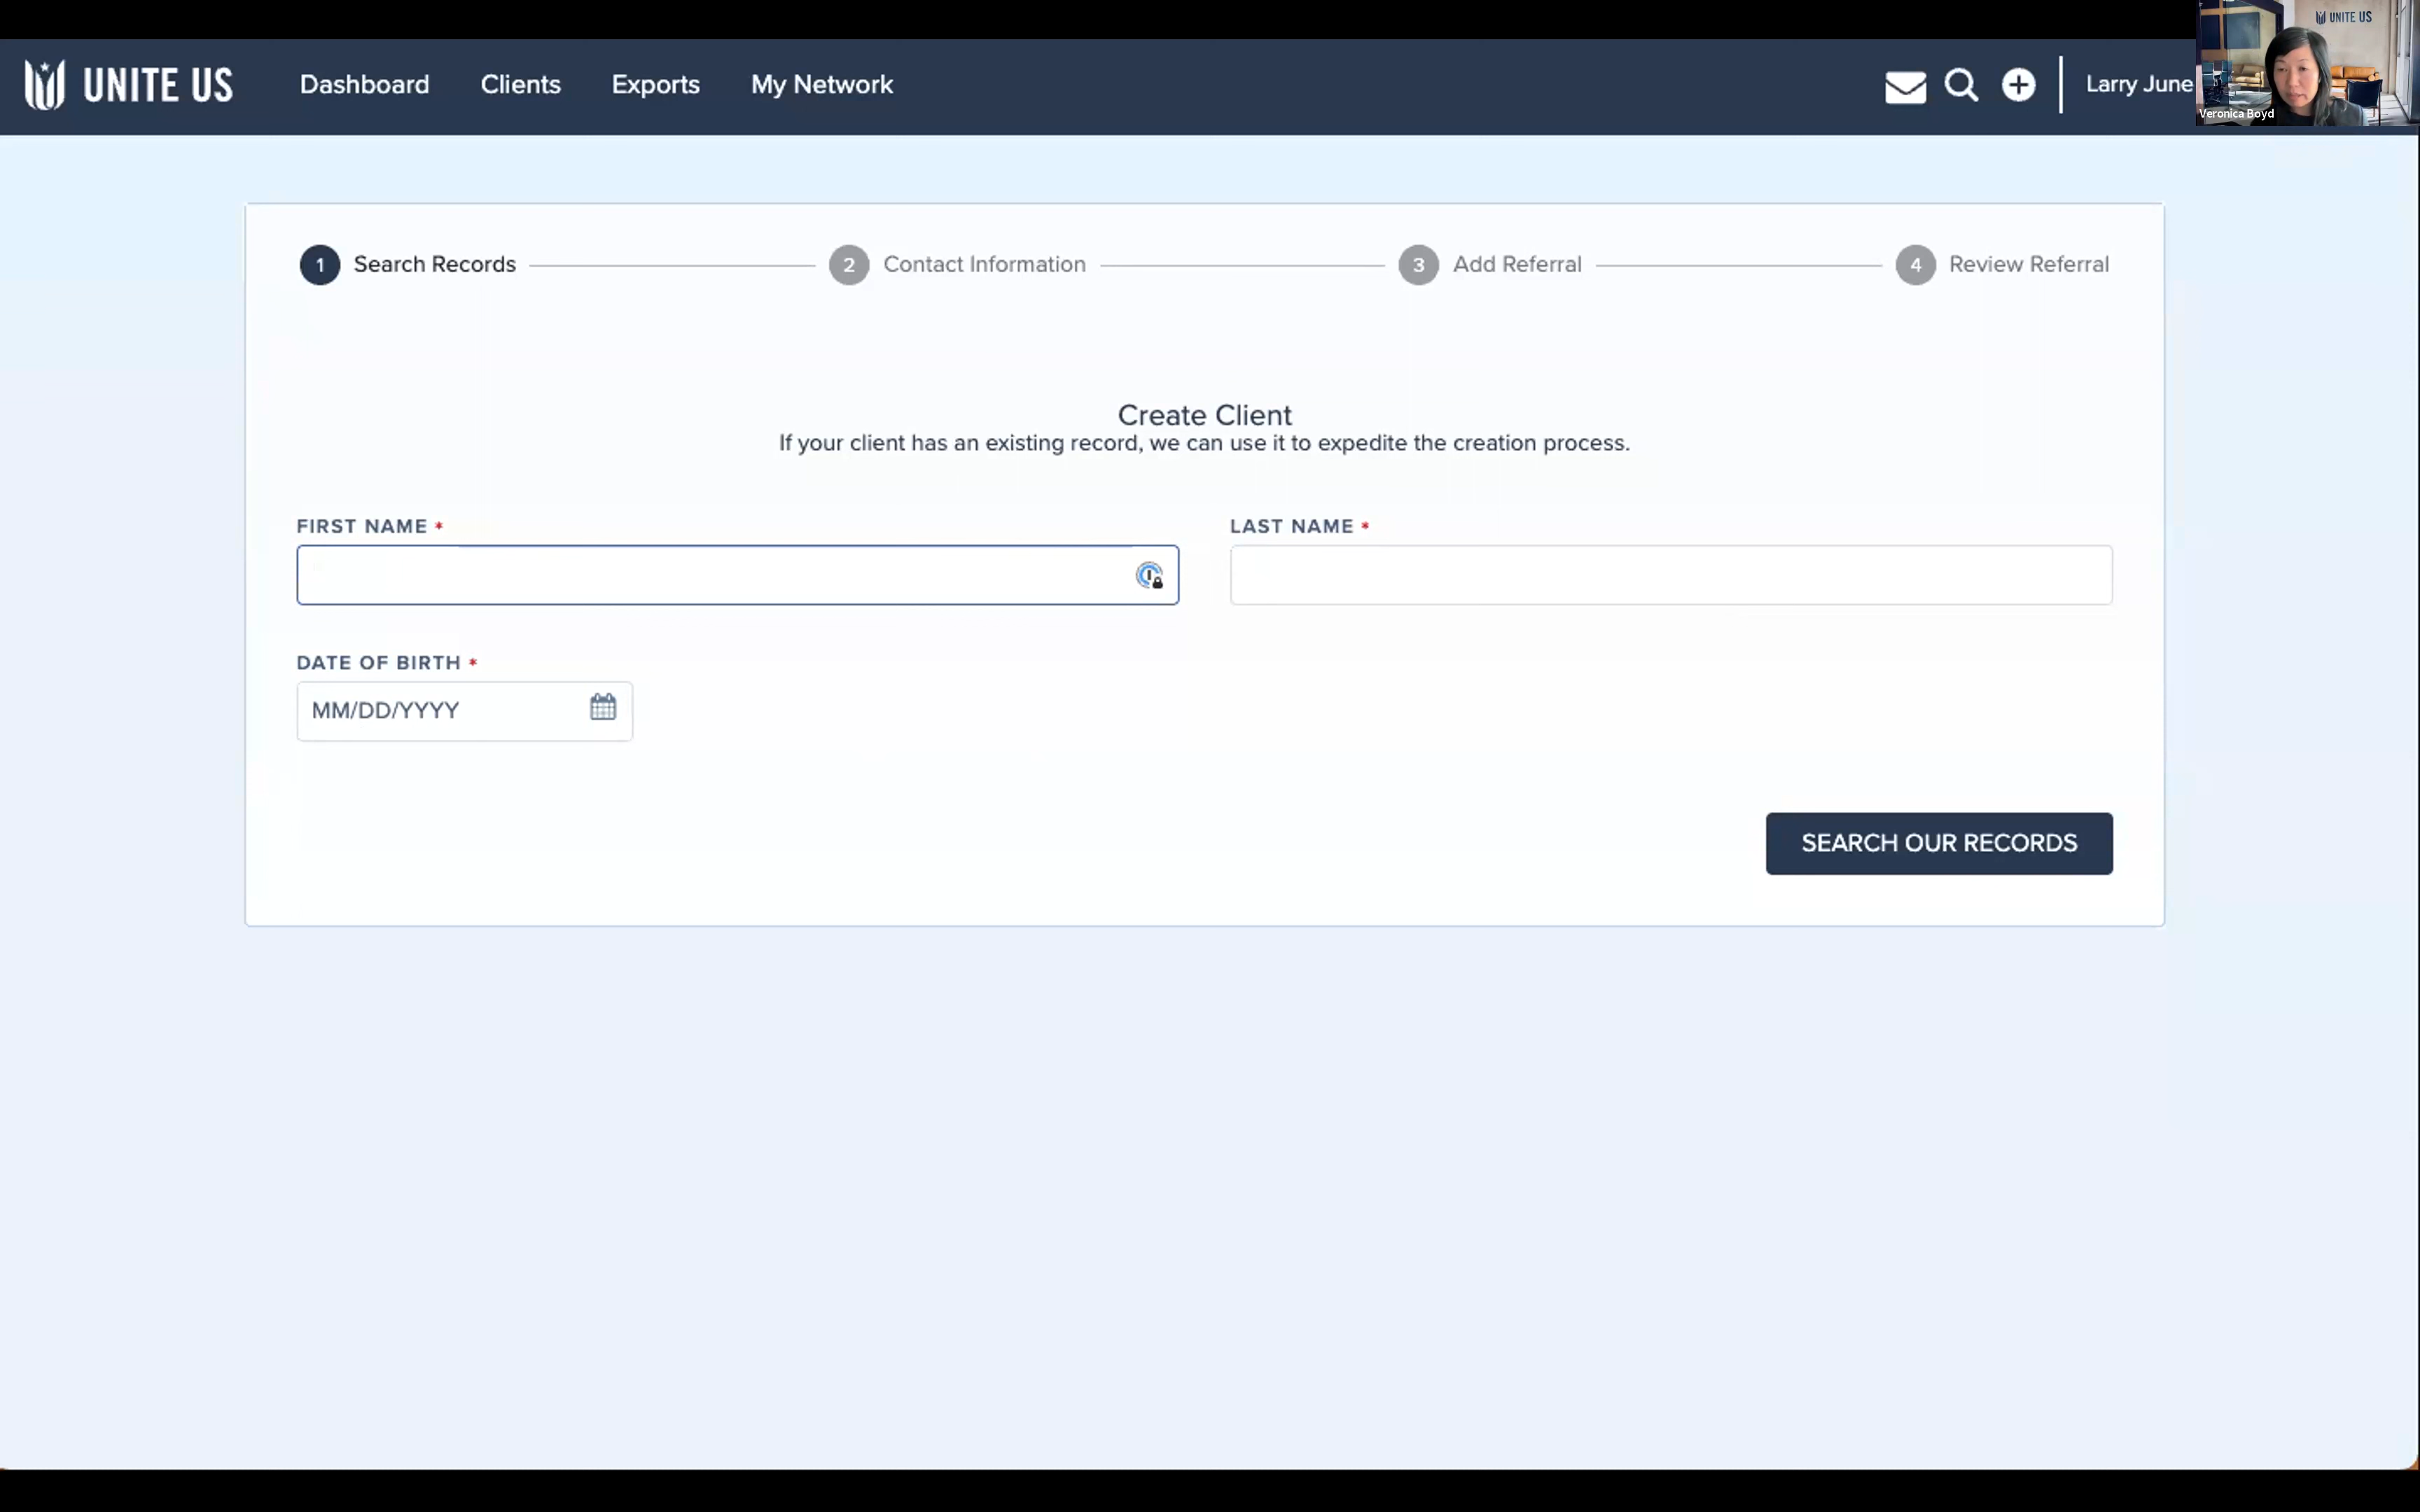 UNITE US
Dashboard Clients Exports My Network
Larry June
UNITE US
Veronica Boyd
1 Search Records 2 Contact Information 3 Add Referral 4 Review Referral
Create Client
If your client has an existing record, we can use it to expedite the creation process.
FIRST NAME * LAST NAME *
DATE OF BIRTH *
MM/DD/YYYY
SEARCH OUR RECORDS